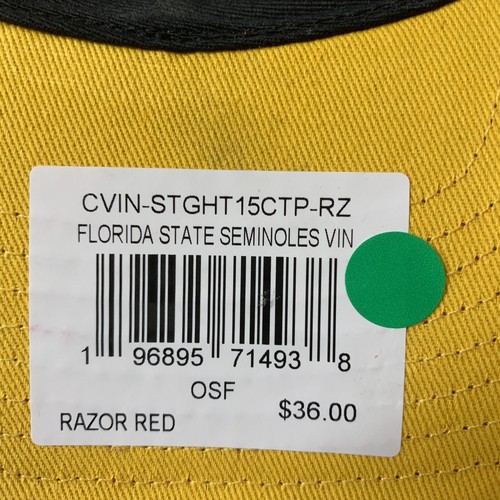 CVIN-STGHT15CTP-RZ
FLORIDA STATE SEMINOLES VIN
1 96895 71493 8
OSF
$36.00
RAZOR RED